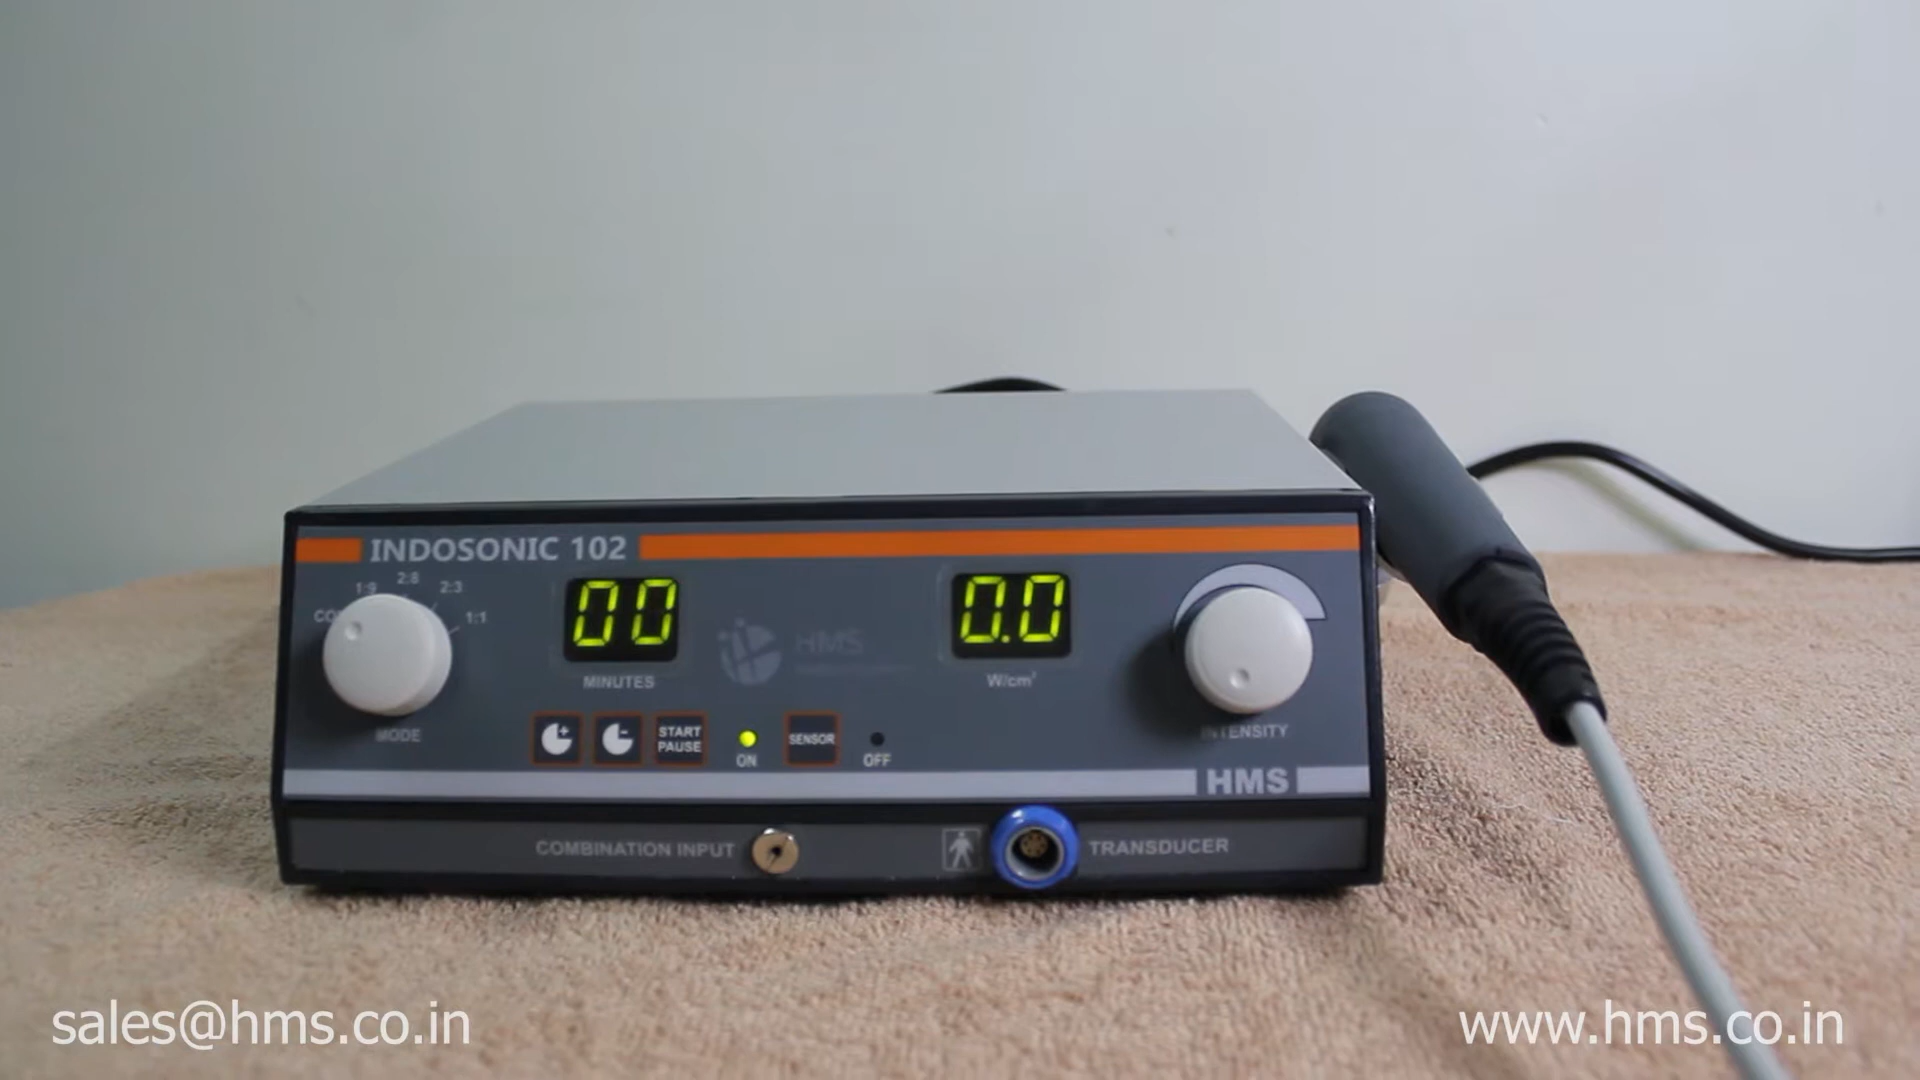 INDOSONIC 102
1:9
2:8
2:3
1:1
MODE
00
MINUTES
HMS
0.0
W/cm²
INTENSITY
START
PAUSE
ON
SENSOR
OFF
HMS
COMBINATION INPUT
TRANSDUCER
sales@hms.co.in
www.hms.co.in